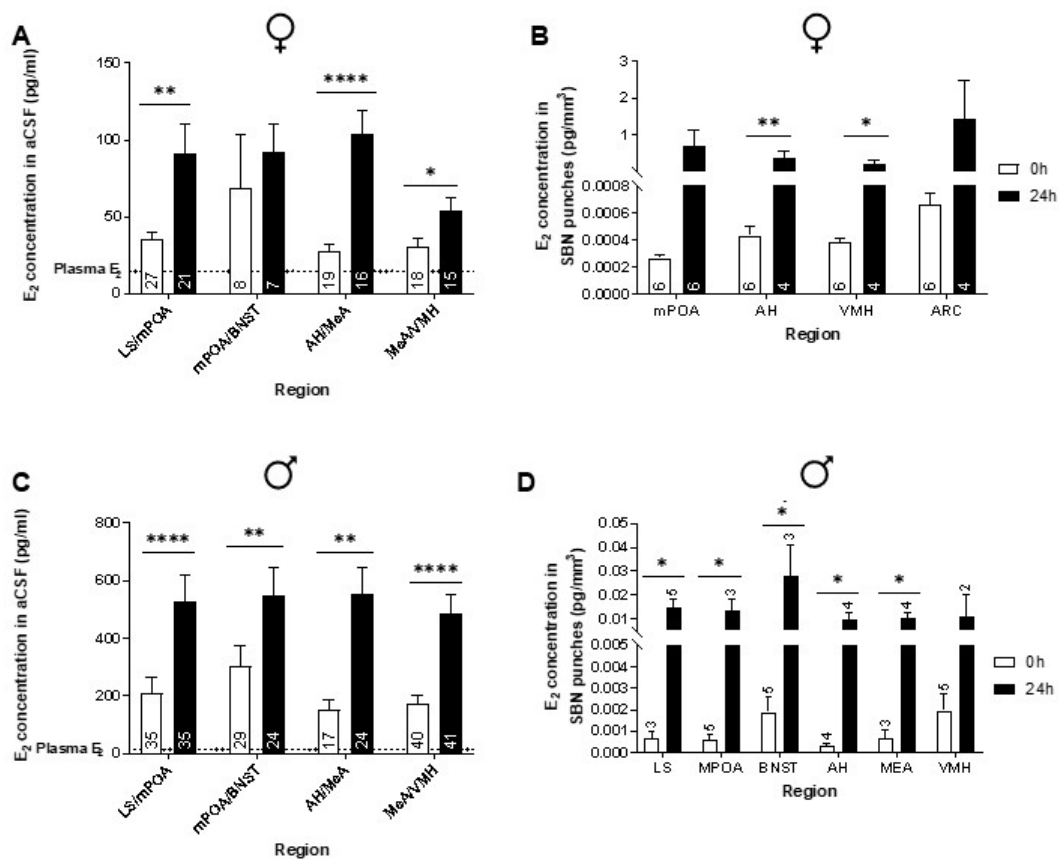 A
♀
E2 concentration in aCSF (pg/ml)
150
100
50
0
Plasma E2
**
****
*
27
21
8
7
19
16
18
15
LS/mPOA
mPOA/BNST
AH/MeA
MeA/VMH
Region
B
♀
E2 concentration in
SBN punches (pg/mm3)
3
2
1
0.0008
0.0006
0.0004
0.0002
0.0000
**
*
6
6
6
4
6
4
6
4
mPOA
AH
VMH
ARC
Region
0h
24h
C
♂
E2 concentration in aCSF (pg/ml)
800
600
400
200
0
E2 Plasma E
****
**
**
****
35
35
29
24
17
24
40
41
LS/mPOA
mPOA/BNST
AH/MeA
MeA/VMH
Region
D
♂
E2 concentration in
SBN punches (pg/mm3)
0.05
0.04
0.03
0.02
0.01
0.005
0.004
0.003
0.002
0.001
0.000
*
*
*
*
*
3
5
5
3
5
3
4
4
3
4
5
2
LS
MPOA
BNST
AH
MEA
VMH
Region
0h
24h